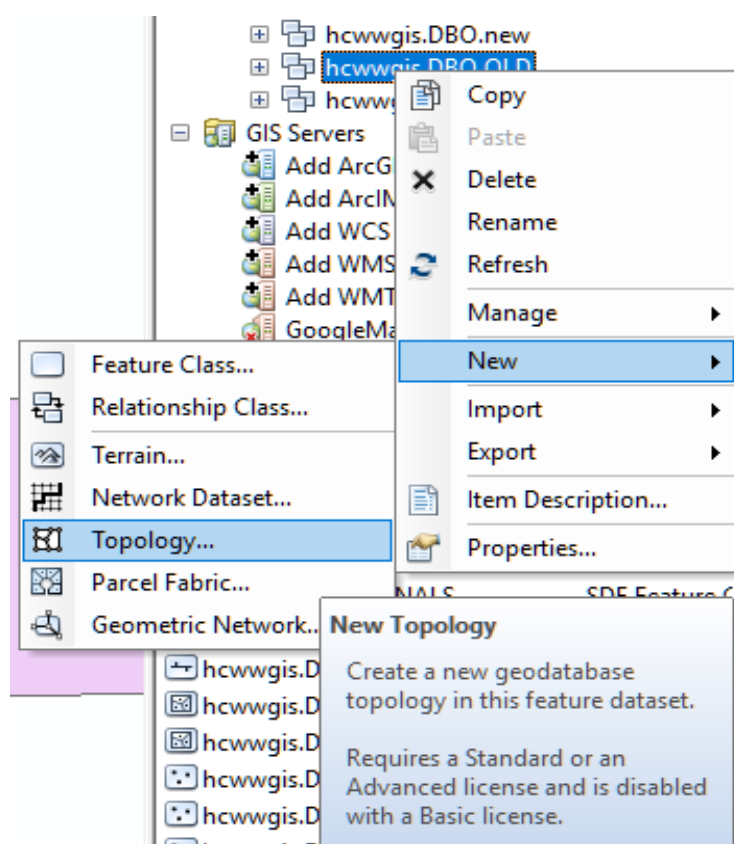 hcwwgis.DBO.new
hcwwgis.DBO.OLD
GIS Servers
Add ArcG
Add ArcIM
Add WCS
Add WMS
Add WMT
GoogleMa
Copy
Paste
Delete
Rename
Refresh
Manage
New
Import
Export
Item Description...
Properties...
Feature Class...
Relationship Class...
Terrain...
Network Dataset...
Topology...
Parcel Fabric...
Geometric Network...
New Topology
Create a new geodatabase
topology in this feature dataset.
Requires a Standard or an
Advanced license and is disabled
with a Basic license.
hcwwgis.D
hcwwgis.D
hcwwgis.D
hcwwgis.D
hcwwgis.D